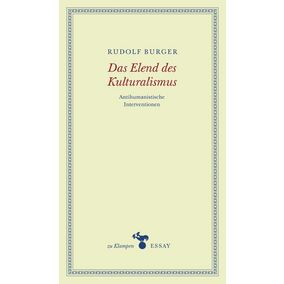 RUDOLF BURGER
Das Elend des
Kulturalismus
Antihumanistische
Interventionen
zu Klampen ESSAY